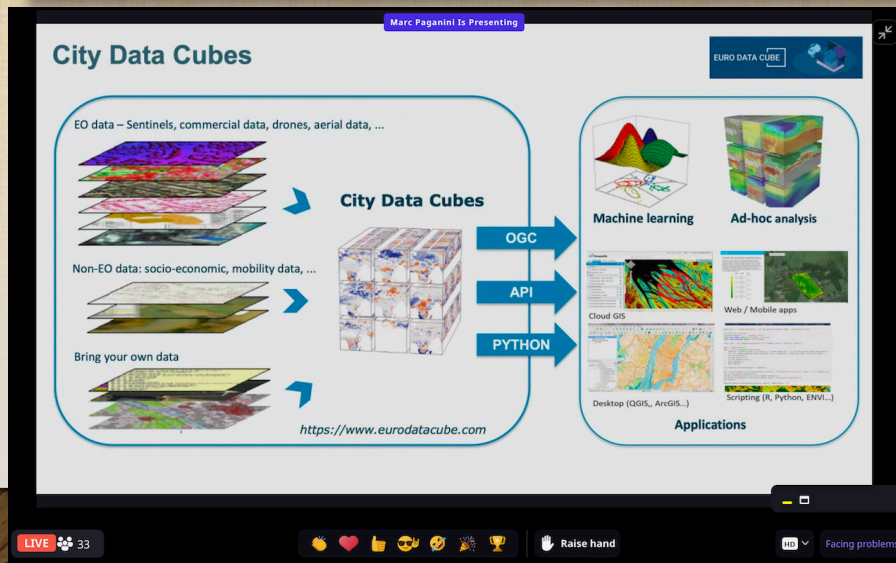 Marc Paganini Is Presenting
City Data Cubes
EURO DATA CUBE
EO data – Sentinels, commercial data, drones, aerial data, ...
City Data Cubes
Non-EO data: socio-economic, mobility data, ...
Bring your own data
https://www.eurodatacube.com
OGC
API
PYTHON
Machine learning
Ad-hoc analysis
Cloud GIS
Web / Mobile apps
Desktop (QGIS,, ArcGIS...)
Scripting (R, Python, ENVI...)
Applications
LIVE 33
Raise hand
HD
Facing problems